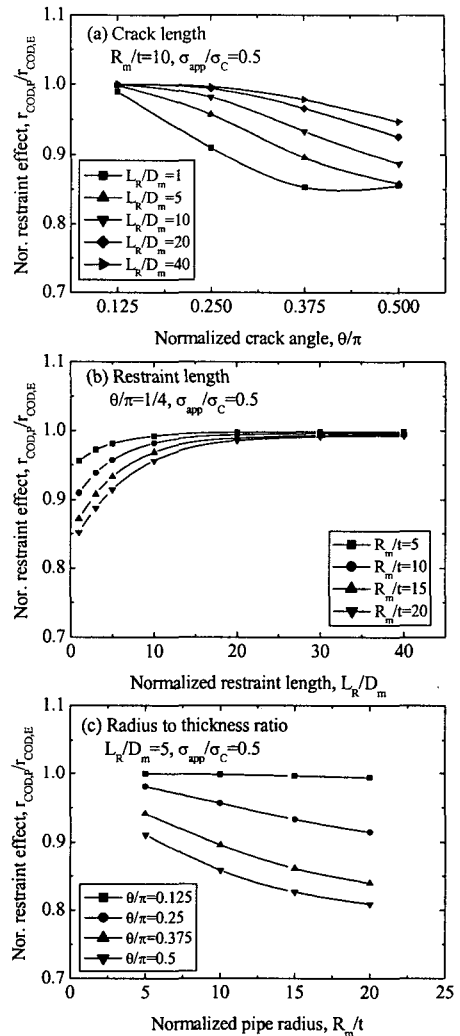 1.1
(a) Crack length
R_m/t=10, σ_app/σ_C=0.5
1.0
0.9
0.8
0.7
L_R/D_m=1
L_R/D_m=5
L_R/D_m=10
L_R/D_m=20
L_R/D_m=40
0.125 0.250 0.375 0.500
Normalized crack angle, θ/π
Nor. restraint effect, r_COD,P/r_COD,E
1.1
(b) Restraint length
θ/π=1/4, σ_app/σ_C=0.5
1.0
0.9
0.8
0.7
R_m/t=5
R_m/t=10
R_m/t=15
R_m/t=20
0 10 20 30 40
Normalized restraint length, L_R/D_m
Nor. restraint effect, r_COD,P/r_COD,E
1.1
(c) Radius to thickness ratio
L_R/D_m=5, σ_app/σ_C=0.5
1.0
0.9
0.8
0.7
θ/π=0.125
θ/π=0.25
θ/π=0.375
θ/π=0.5
0 5 10 15 20 25
Normalized pipe radius, R_m/t
Nor. restraint effect, r_COD,P/r_COD,E